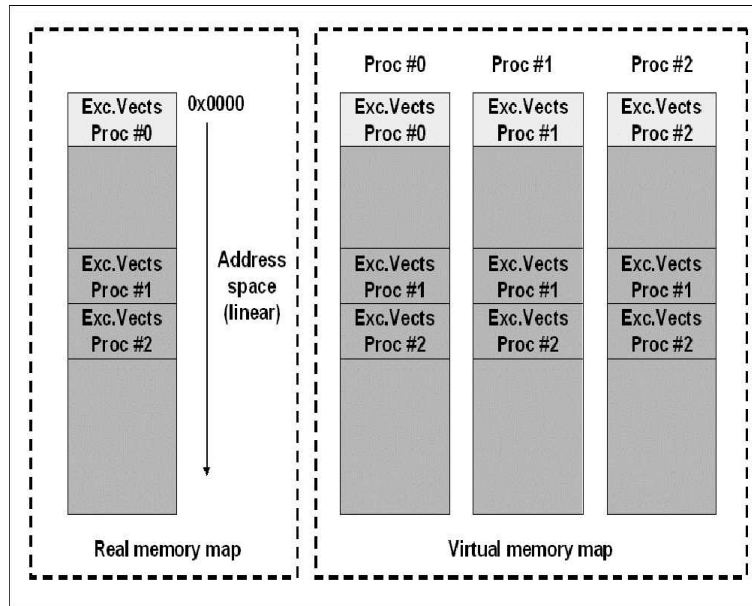 Exc.Vects
Proc #0
0x0000
Address
space
(linear)
Exc.Vects
Proc #1
Exc.Vects
Proc #2
Real memory map
Proc #0
Proc #1
Proc #2
Exc.Vects
Proc #0
Exc.Vects
Proc #1
Exc.Vects
Proc #2
Exc.Vects
Proc #1
Exc.Vects
Proc #1
Exc.Vects
Proc #1
Exc.Vects
Proc #2
Exc.Vects
Proc #2
Exc.Vects
Proc #2
Virtual memory map